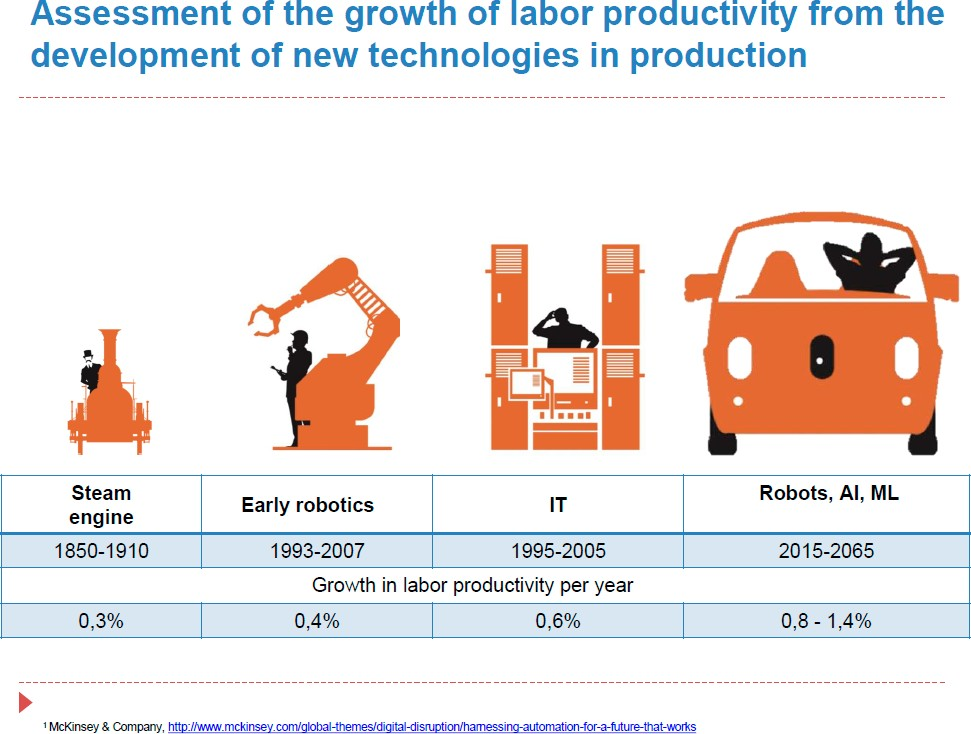 Assessment of the growth of labor productivity from the
development of new technologies in production
Steam
engine
Early robotics
IT
Robots, AI, ML
1850-1910
1993-2007
1995-2005
2015-2065
Growth in labor productivity per year
0,3%
0,4%
0,6%
0,8 - 1,4%
¹ McKinsey & Company, http://www.mckinsey.com/global-themes/digital-disruption/harnessing-automation-for-a-future-that-works